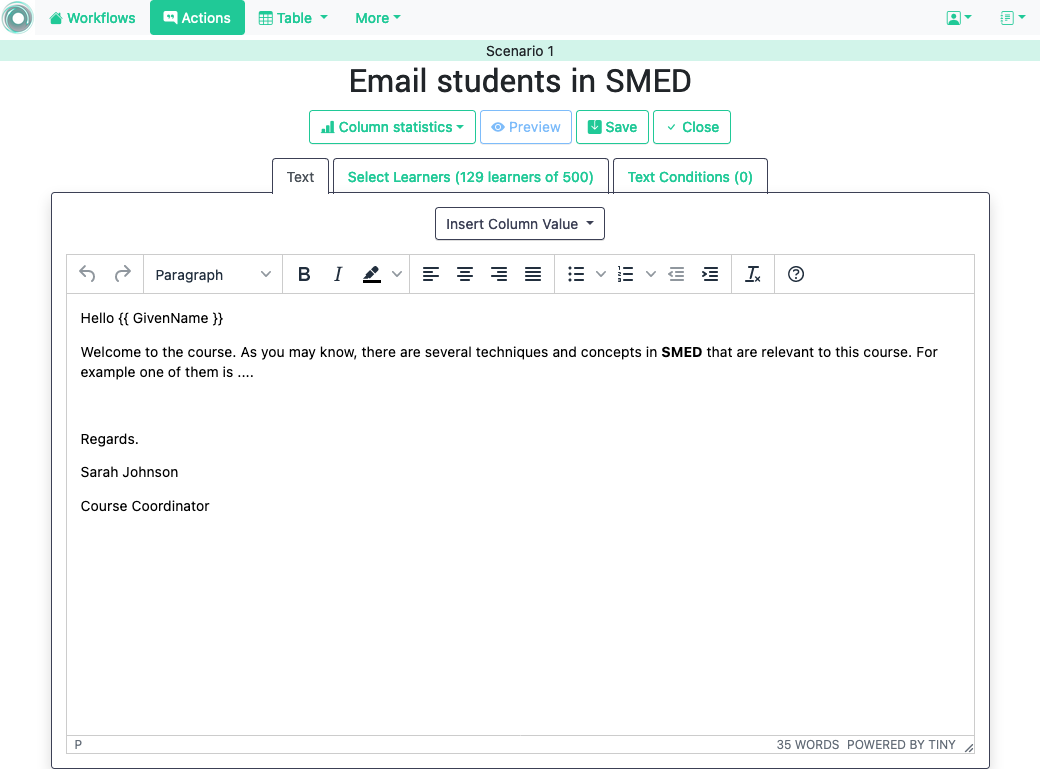 Workflows Actions Table More
Scenario 1
Email students in SMED
Column statistics Preview Save Close
Text Select Learners (129 learners of 500) Text Conditions (0)
Insert Column Value
Paragraph B I
Hello {{ GivenName }}
Welcome to the course. As you may know, there are several techniques and concepts in SMED that are relevant to this course. For
example one of them is ....
Regards.
Sarah Johnson
Course Coordinator
P 35 WORDS POWERED BY TINY